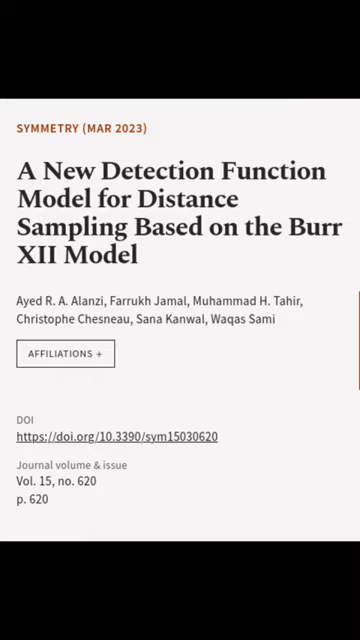 SYMMETRY (MAR 2023)
A New Detection Function
Model for Distance
Sampling Based on the Burr
XII Model
Ayed R. A. Alanzi, Farrukh Jamal, Muhammad H. Tahir,
Christophe Chesneau, Sana Kanwal, Waqas Sami
AFFILIATIONS +
DOI
https://doi.org/10.3390/sym15030620
Journal volume & issue
Vol. 15, no. 620
p. 620